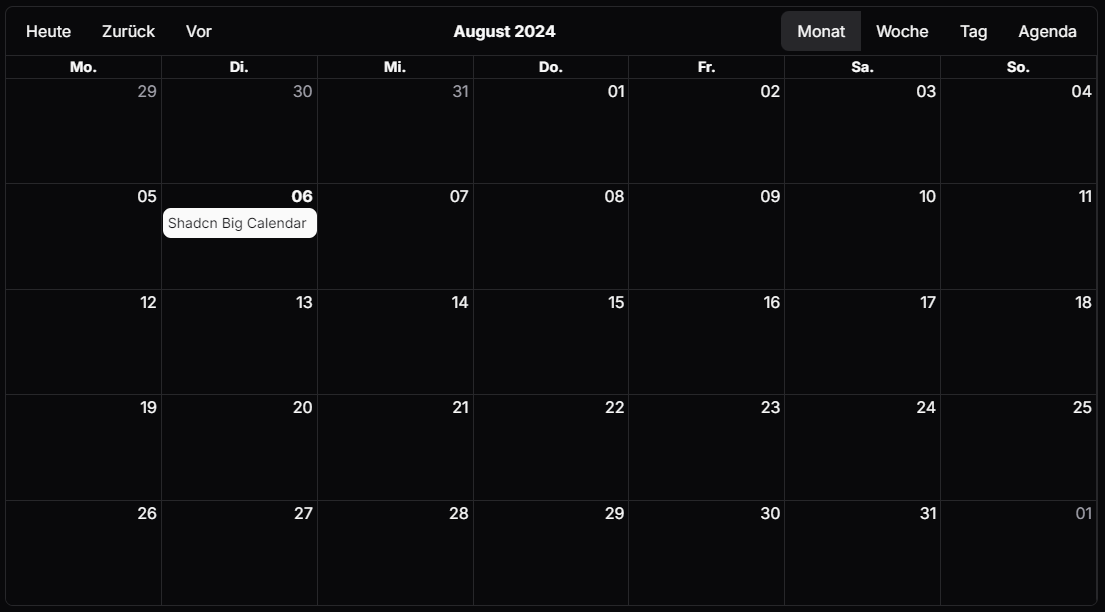 Heute Zurück Vor August 2024 Monat Woche Tag Agenda
Mo. Di. Mi. Do. Fr. Sa. So.
29 30 31 01 02 03 04
05 06 07 08 09 10 11
Shadcn Big Calendar
12 13 14 15 16 17 18
19 20 21 22 23 24 25
26 27 28 29 30 31 01